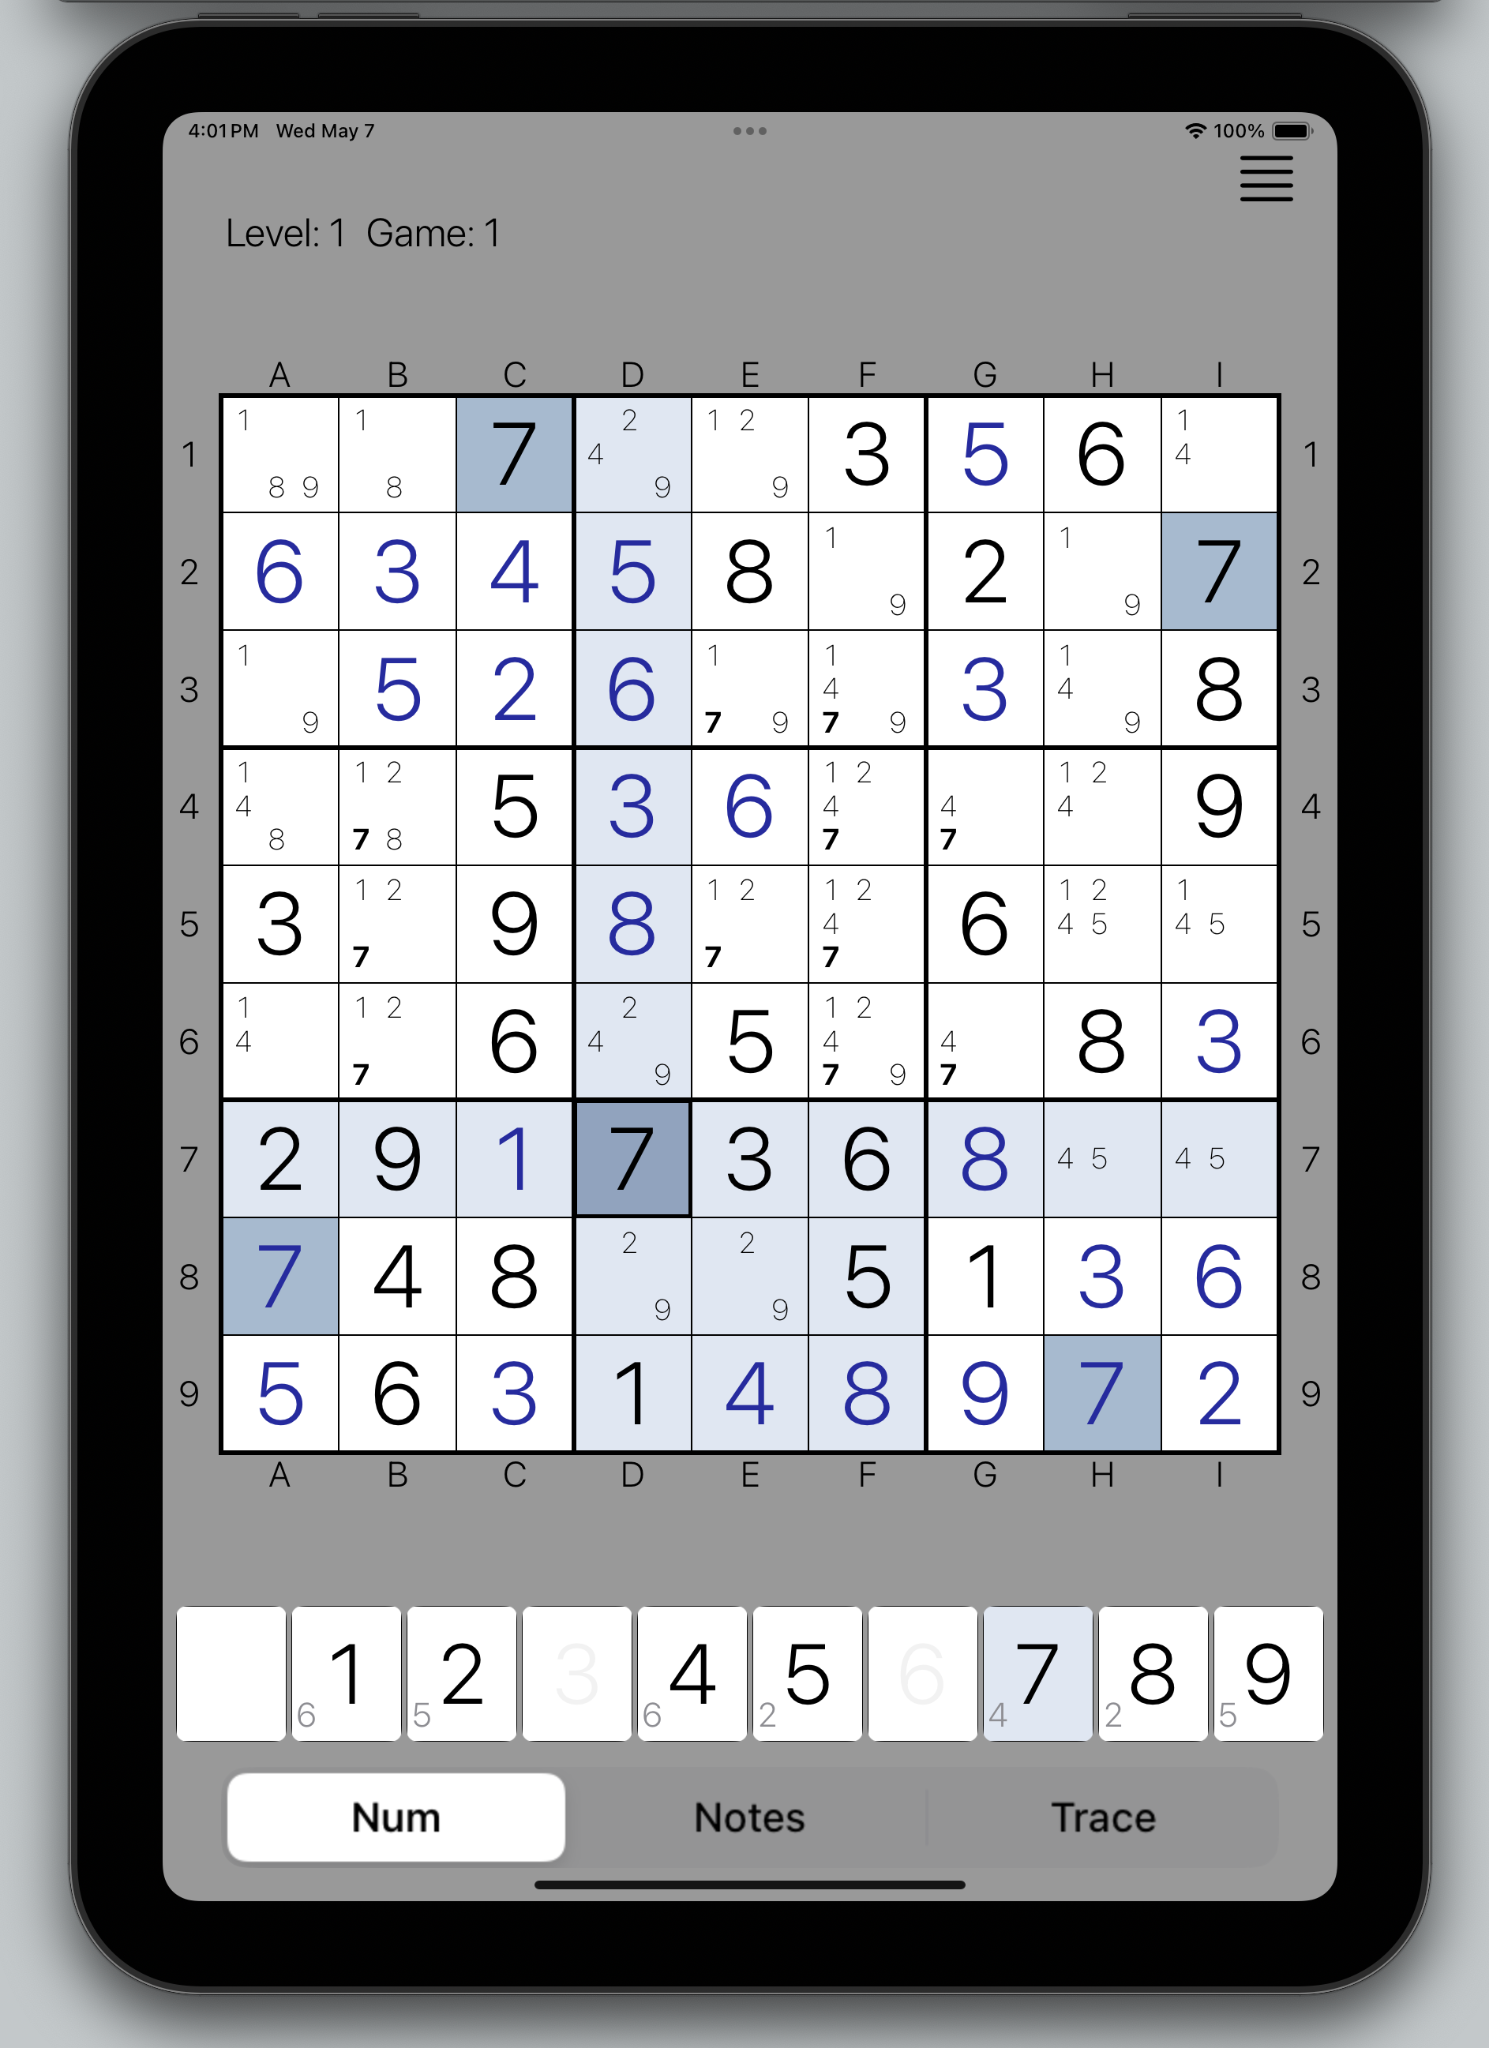 4:01 PM Wed May 7 100%
Level: 1 Game: 1
A B C D E F G H I
1 1 8 9 1 8 7 2 4 9 1 2 9 3 5 6 1 4 1
2 6 3 4 5 8 1 9 2 1 9 7 2
3 1 9 5 2 6 1 7 9 1 4 7 9 3 1 4 9 8 3
4 1 4 8 1 2 7 8 5 3 6 1 2 4 7 4 7 1 2 4 9 4
5 3 1 2 7 9 8 1 2 7 1 2 4 7 6 1 2 4 5 1 4 5 5
6 1 4 1 2 7 6 2 4 9 5 1 2 4 7 9 4 7 8 3 6
7 2 9 1 7 3 6 8 4 5 4 5 7
8 7 4 8 2 9 2 9 5 1 3 6 8
9 5 6 3 1 4 8 9 7 2 9
A B C D E F G H I
6 1 5 2 3 6 4 2 5 6 4 7 2 8 5 9
Num Notes Trace